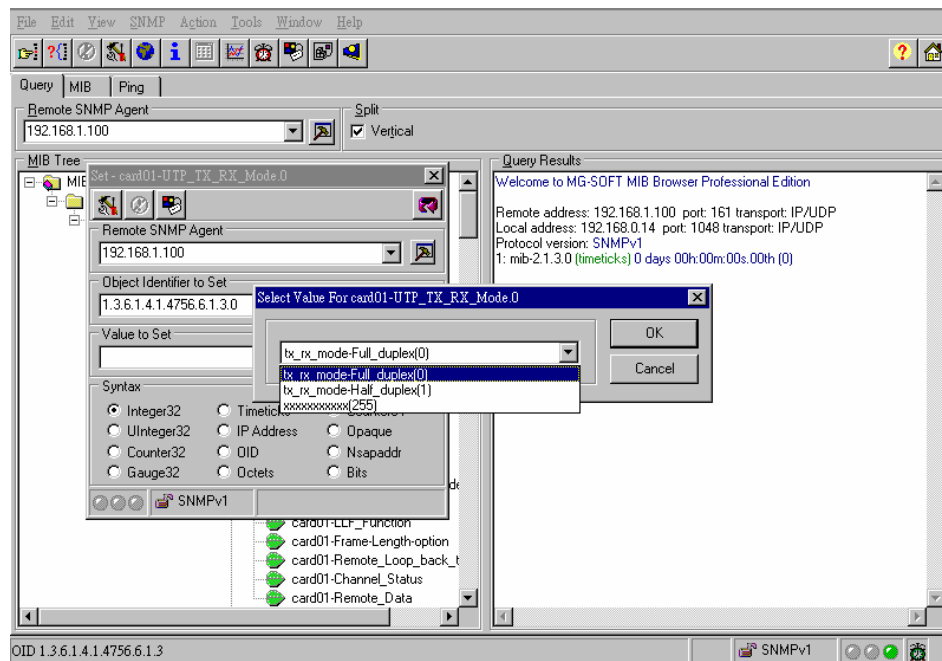 File Edit View SNMP Action Tools Window Help
Query MIB Ping
Remote SNMP Agent
192.168.1.100
Split
Vertical
MIB Tree
MIB
Set - card01-UTP_TX_RX_Mode.0
Remote SNMP Agent
192.168.1.100
Object Identifier to Set
1.3.6.1.4.1.4756.6.1.3.0
Value to Set
Syntax
Integer32 Timeticks
UInteger32 IP Address Opaque
Counter32 OID Nsapaddr
Gauge32 Octets Bits
SNMPv1
Select Value For card01-UTP_TX_RX_Mode.0
tx_rx_mode-Full_duplex(0)
tx_rx_mode-Full_duplex(0)
tx_rx_mode-Half_duplex(1)
xxxxxxxxxxx(255)
OK
Cancel
card01-LLF_Function
card01-Frame-Length-option
card01-Remote_Loop_back_t
card01-Channel_Status
card01-Remote_Data
Query Results
Welcome to MG-SOFT MIB Browser Professional Edition
Remote address: 192.168.1.100 port: 161 transport: IP/UDP
Local address: 192.168.0.14 port: 1048 transport: IP/UDP
Protocol version: SNMPv1
1: mib-2.1.3.0 (timeticks) 0 days 00h:00m:00s.00th (0)
OID 1.3.6.1.4.1.4756.6.1.3
SNMPv1